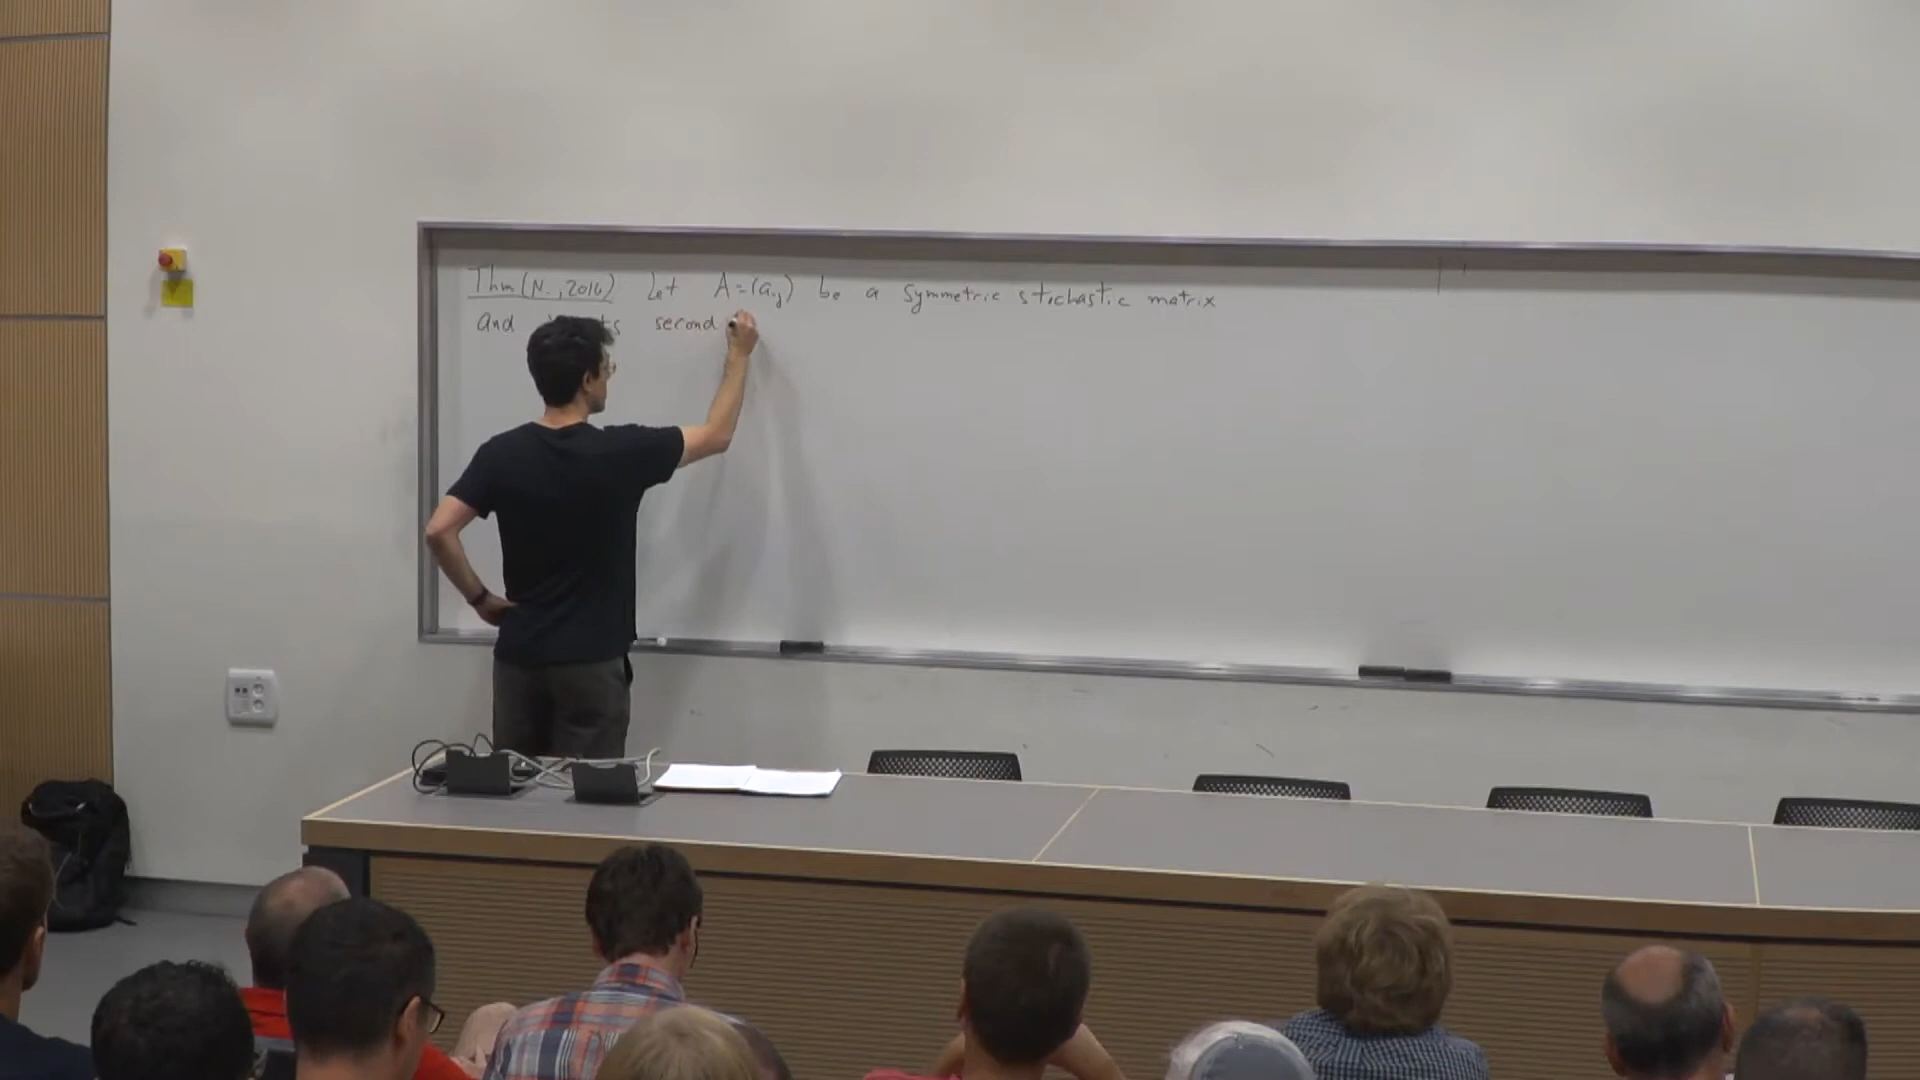 Thm (N., 2016) Let A=(aij) be a symmetric stochastic matrix
and second